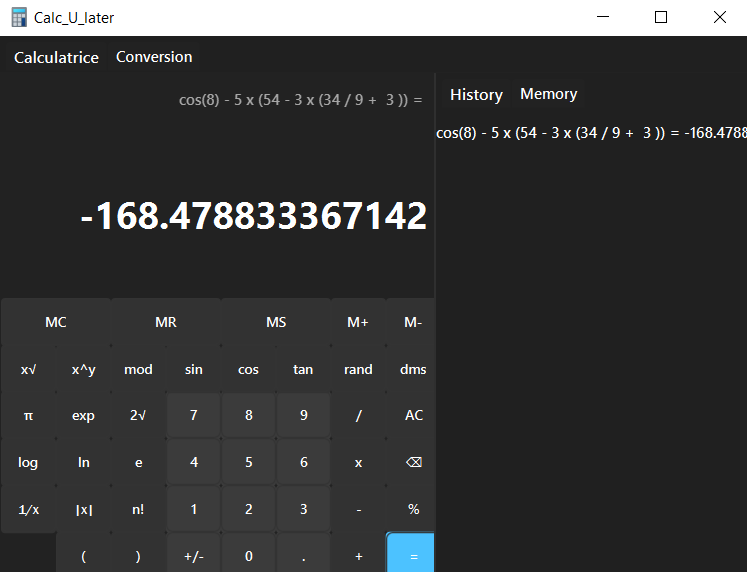 Calc_U_later
Calculatrice Conversion
cos(8) - 5 x (54 - 3 x (34 / 9 +  3 )) =
-168.478833367142
History Memory
cos(8) - 5 x (54 - 3 x (34 / 9 +  3 )) = -168.4788
MC MR MS M+ M-
x√ x^y mod sin cos tan rand dms
π exp 2√ 7 8 9 / AC
log ln e 4 5 6 x ⌫
1/x |x| n! 1 2 3 - %
( ) +/- 0 . + =